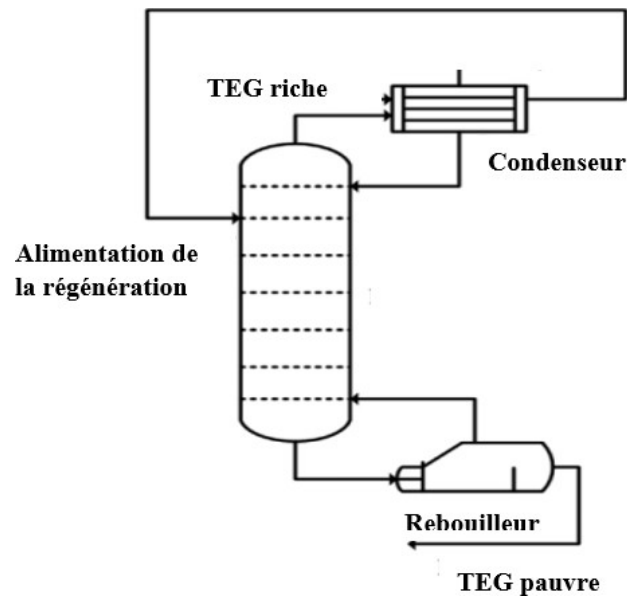 TEG riche
Condenseur
Alimentation de
la régénération
Rebouilleur
TEG pauvre